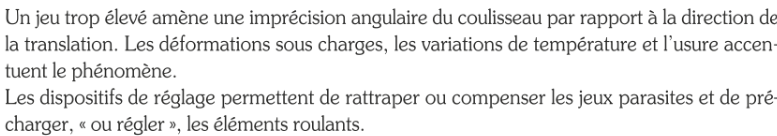 Un jeu trop élevé amène une imprécision angulaire du coulisseau par rapport à la direction de
la translation. Les déformations sous charges, les variations de température et l'usure accen-
tuent le phénomène.
Les dispositifs de réglage permettent de rattraper ou compenser les jeux parasites et de pré-
charger, « ou régler », les éléments roulants.